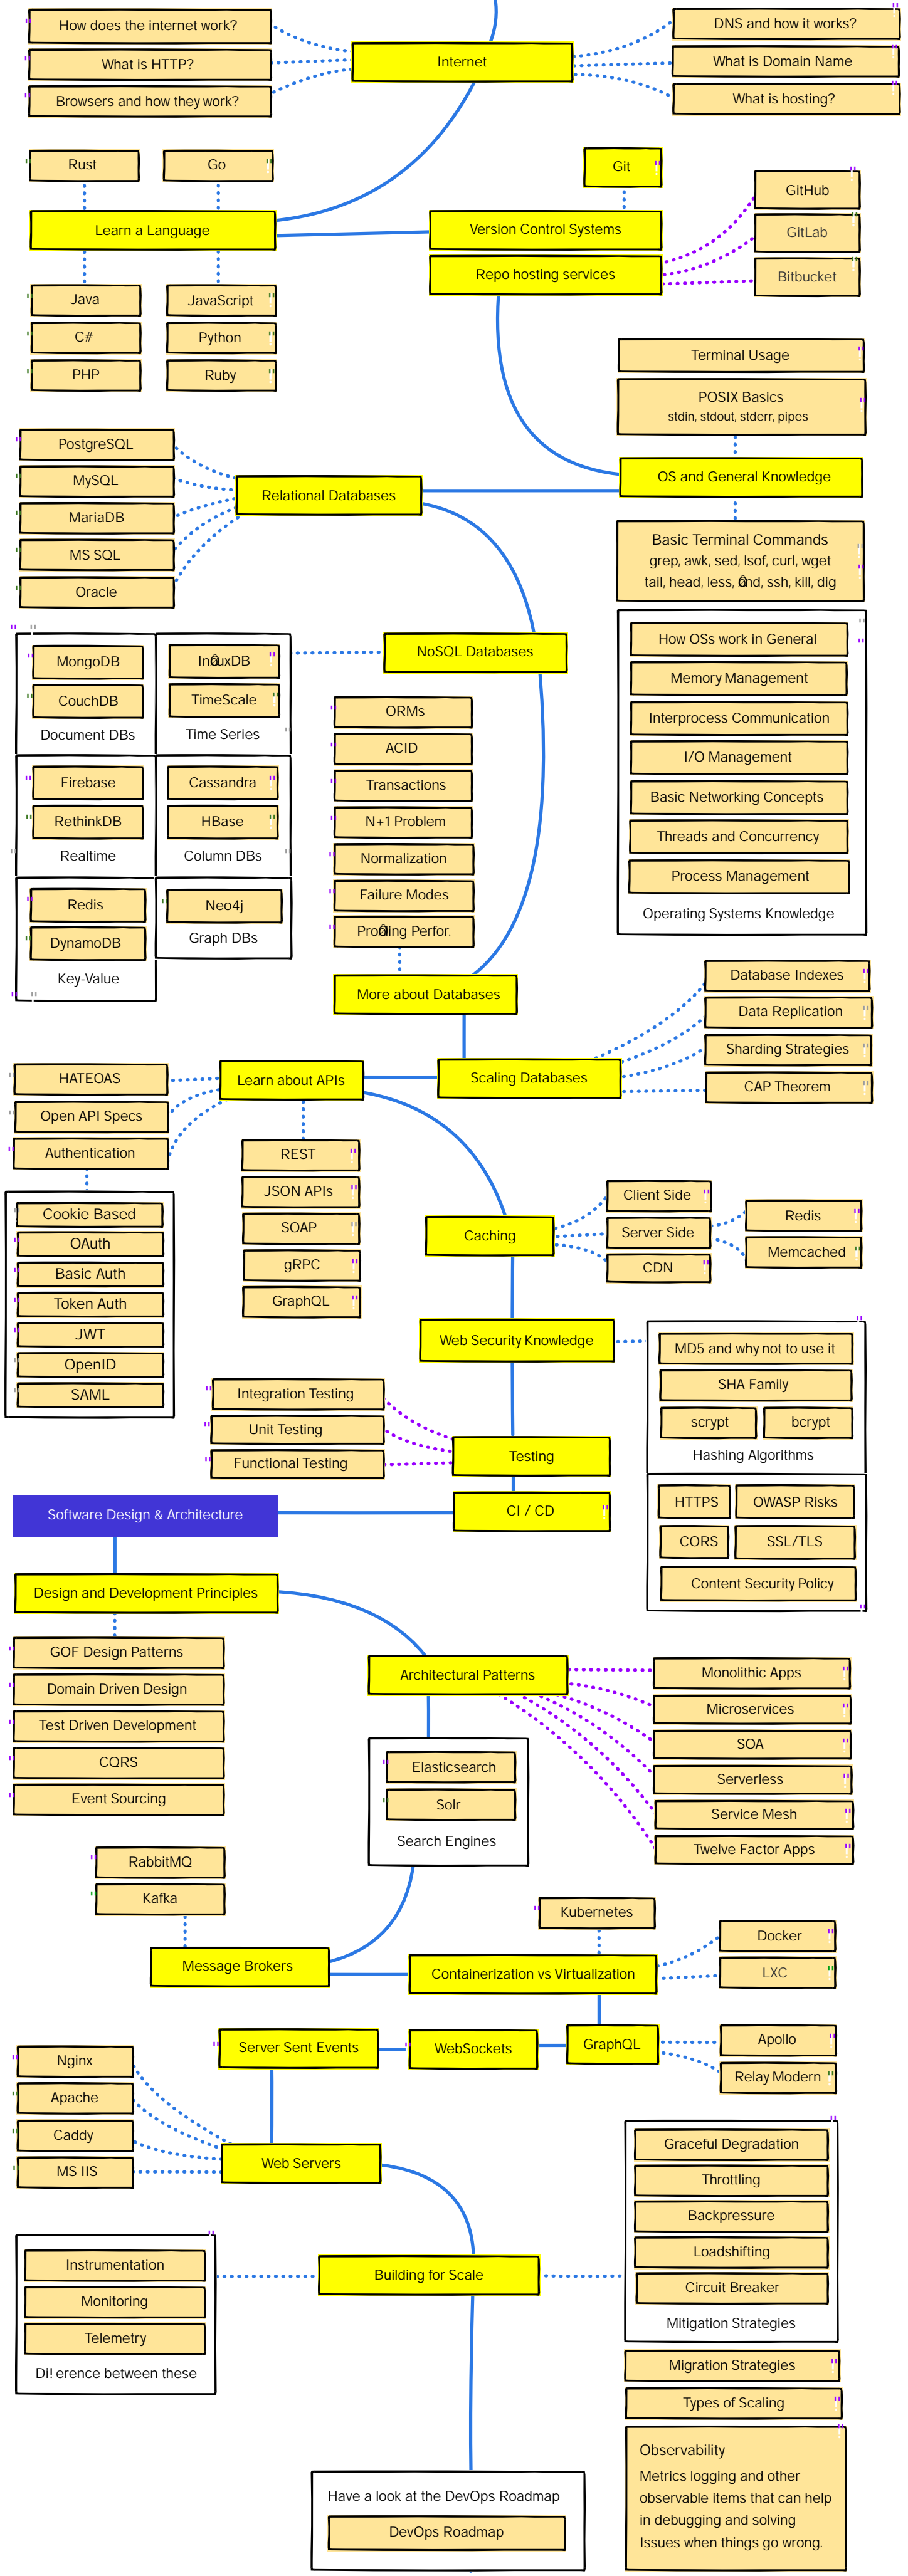 How does the internet work?
What is HTTP?
Browsers and how they work?
Internet
DNS and how it works?
What is Domain Name
What is hosting?
Rust
Go
Learn a Language
Java
JavaScript
C#
Python
PHP
Ruby
Git
Version Control Systems
Repo hosting services
GitHub
GitLab
Bitbucket
Terminal Usage
POSIX Basics
stdin, stdout, stderr, pipes
OS and General Knowledge
Basic Terminal Commands
grep, awk, sed, lsof, curl, wget
tail, head, less, Ánd, ssh, kill, dig
How OSs work in General
Memory Management
Interprocess Communication
I/O Management
Basic Networking Concepts
Threads and Concurrency
Process Management
Operating Systems Knowledge
PostgreSQL
MySQL
MariaDB
MS SQL
Oracle
Relational Databases
NoSQL Databases
MongoDB
CouchDB
Document DBs
InÁuxDB
TimeScale
Time Series
Firebase
RethinkDB
Realtime
Cassandra
HBase
Column DBs
Redis
DynamoDB
Key-Value
Neo4j
Graph DBs
ORMs
ACID
Transactions
N+1 Problem
Normalization
Failure Modes
ProÁling Perfor.
More about Databases
Database Indexes
Data Replication
Sharding Strategies
CAP Theorem
Scaling Databases
Learn about APIs
HATEOAS
Open API Specs
Authentication
Cookie Based
OAuth
Basic Auth
Token Auth
JWT
OpenID
SAML
REST
JSON APIs
SOAP
gRPC
GraphQL
Caching
Client Side
Server Side
CDN
Redis
Memcached
Web Security Knowledge
MD5 and why not to use it
SHA Family
scrypt
bcrypt
Hashing Algorithms
HTTPS
OWASP Risks
CORS
SSL/TLS
Content Security Policy
Integration Testing
Unit Testing
Functional Testing
Testing
CI / CD
Software Design & Architecture
Design and Development Principles
GOF Design Patterns
Domain Driven Design
Test Driven Development
CQRS
Event Sourcing
Architectural Patterns
Monolithic Apps
Microservices
SOA
Serverless
Service Mesh
Twelve Factor Apps
Elasticsearch
Solr
Search Engines
RabbitMQ
Kafka
Message Brokers
Kubernetes
Containerization vs Virtualization
Docker
LXC
Server Sent Events
WebSockets
GraphQL
Apollo
Relay Modern
Nginx
Apache
Caddy
MS IIS
Web Servers
Graceful Degradation
Throttling
Backpressure
Loadshifting
Circuit Breaker
Mitigation Strategies
Instrumentation
Monitoring
Telemetry
Di! erence between these
Building for Scale
Migration Strategies
Types of Scaling
Observability
Metrics logging and other
observable items that can help
in debugging and solving
Issues when things go wrong.
Have a look at the DevOps Roadmap
DevOps Roadmap